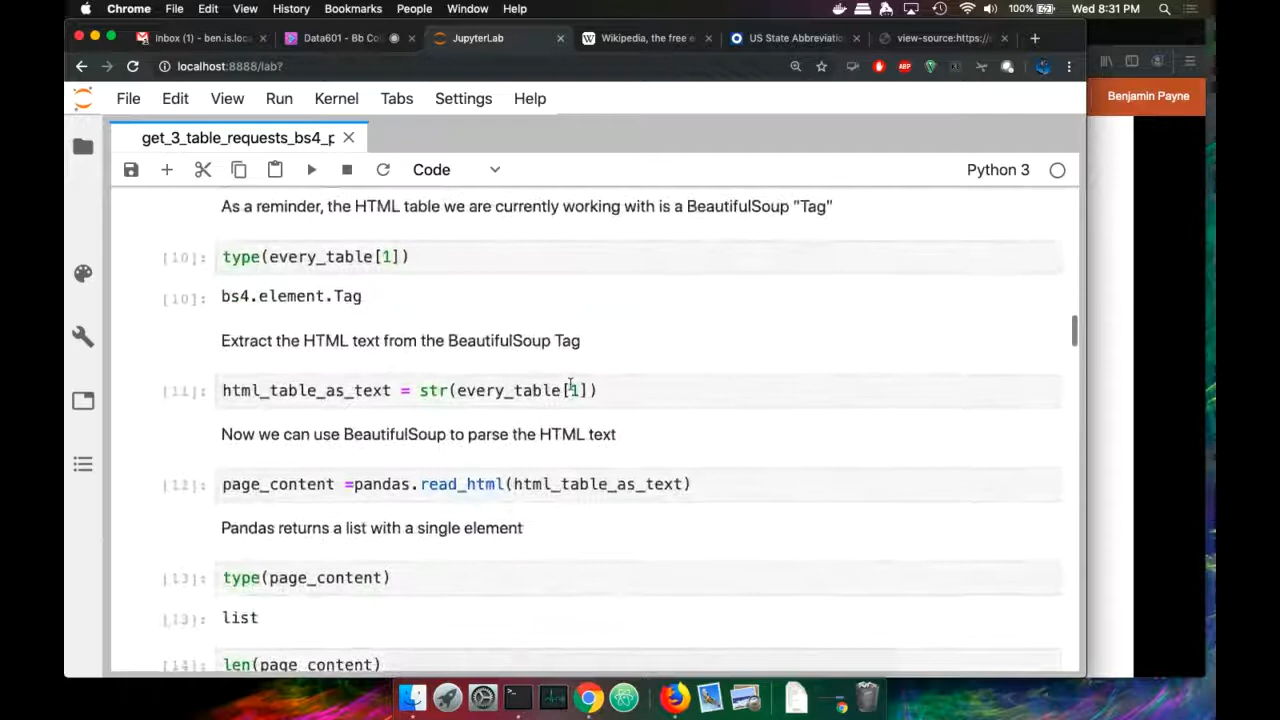 Chrome File Edit View History Bookmarks People Window Help 100% Wed 8:31 PM
Inbox (1) - ben.is.loca Data601 - Bb Co JupyterLab Wikipedia, the free e US State Abbreviatio view-source:https://s
localhost:8888/lab?
File Edit View Run Kernel Tabs Settings Help
Benjamin Payne
get_3_table_requests_bs4_p
Code Python 3
As a reminder, the HTML table we are currently working with is a BeautifulSoup "Tag"
[10]: type(every_table[1])
[10]: bs4.element.Tag
Extract the HTML text from the BeautifulSoup Tag
[11]: html_table_as_text = str(every_table[1])
Now we can use BeautifulSoup to parse the HTML text
[12]: page_content =pandas.read_html(html_table_as_text)
Pandas returns a list with a single element
[13]: type(page_content)
[13]: list
[14]: len(page_content)